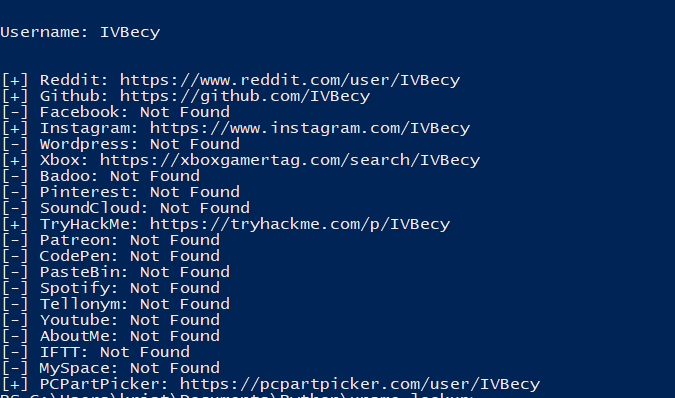 Username: IVBecy
[+] Reddit: https://www.reddit.com/user/IVBecy
[+] Github: https://github.com/IVBecy
[-] Facebook: Not Found
[+] Instagram: https://www.instagram.com/IVBecy
[-] Wordpress: Not Found
[+] Xbox: https://xboxgamertag.com/search/IVBecy
[-] Badoo: Not Found
[-] Pinterest: Not Found
[-] SoundCloud: Not Found
[+] TryHackMe: https://tryhackme.com/p/IVBecy
[-] Patreon: Not Found
[-] CodePen: Not Found
[-] PasteBin: Not Found
[-] Spotify: Not Found
[-] Tellonym: Not Found
[-] Youtube: Not Found
[-] AboutMe: Not Found
[-] IFTT: Not Found
[-] MySpace: Not Found
[+] PCPartPicker: https://pcpartpicker.com/user/IVBecy